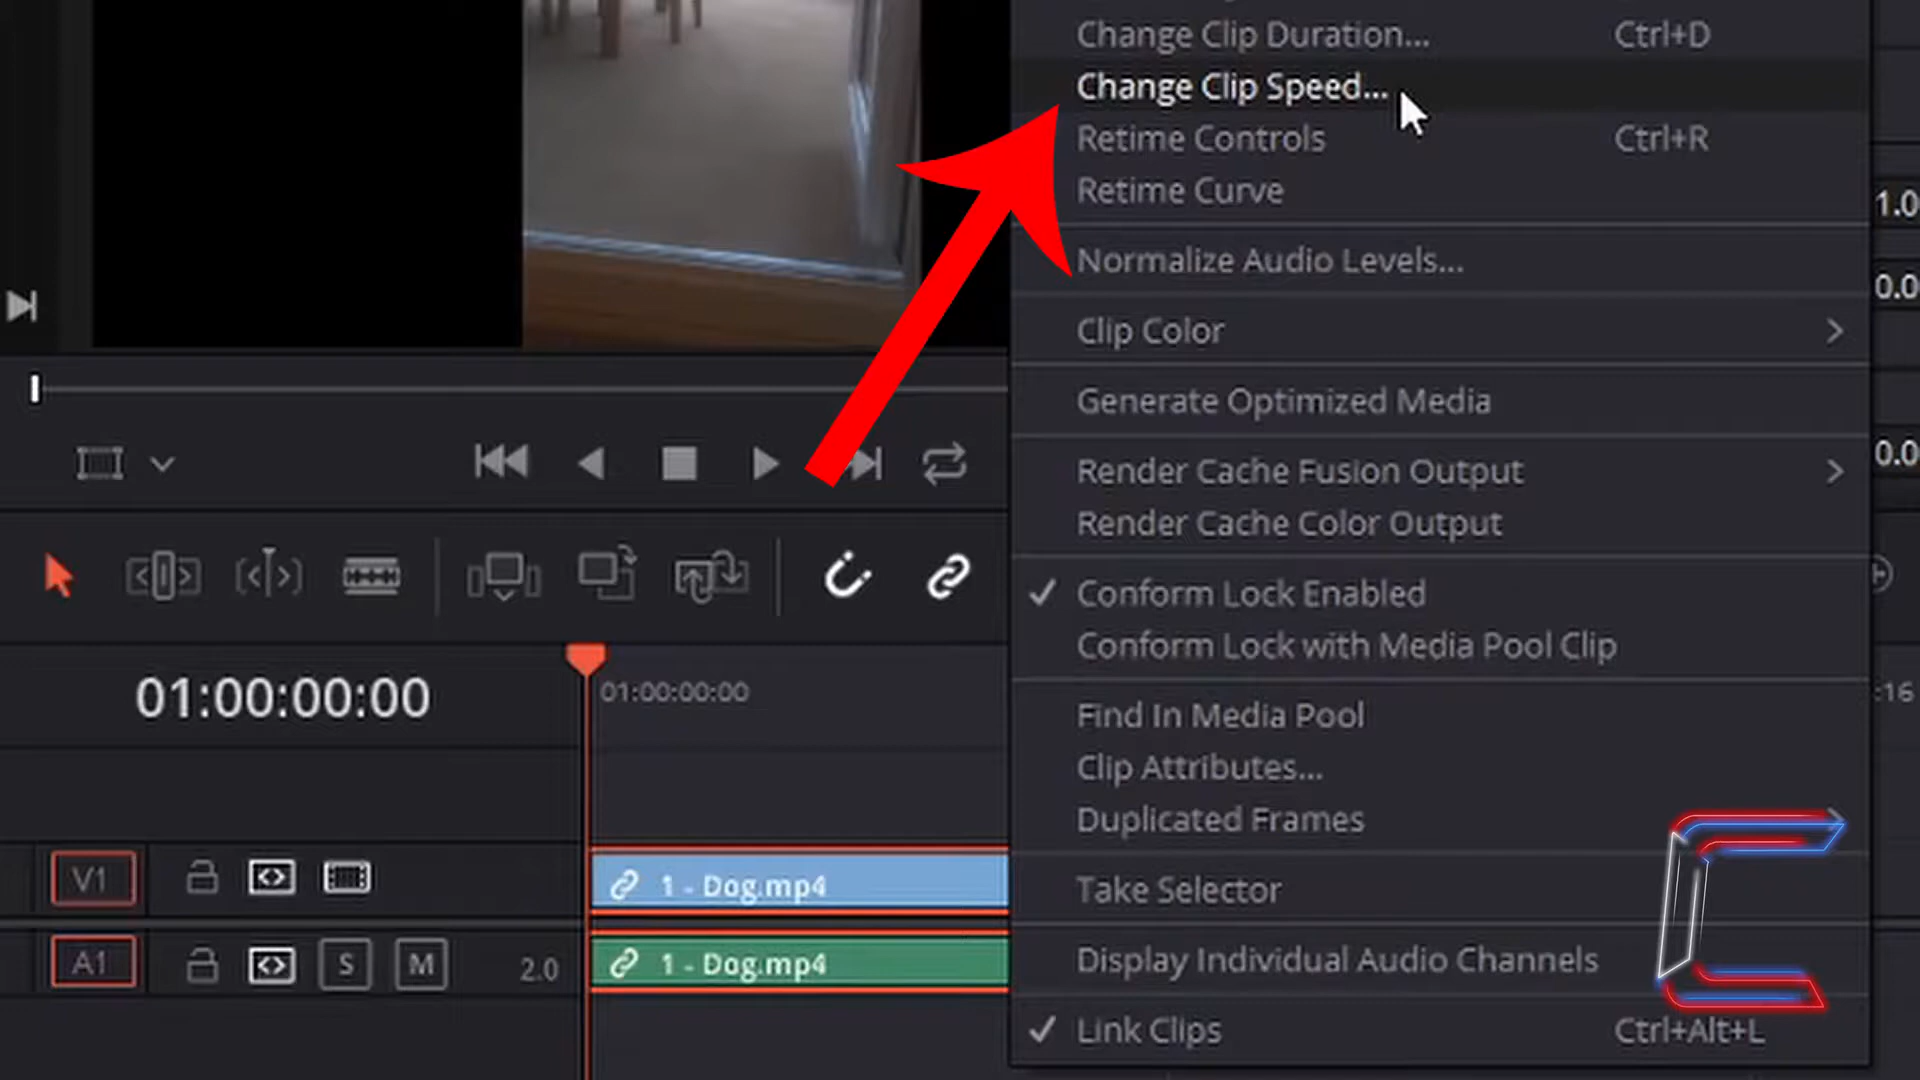 Change Clip Duration... Ctrl+D
Change Clip Speed...
Retime Controls Ctrl+R
Retime Curve
1.0
Normalize Audio Levels...
0.0
Clip Color
Generate Optimized Media
0.0
Render Cache Fusion Output
Render Cache Color Output
Conform Lock Enabled
Conform Lock with Media Pool Clip
01:00:00:00
01:00:00:00
:16
Find In Media Pool
Clip Attributes...
Duplicated Frames
V1
1 - Dog.mp4
Take Selector
A1
S
M
2.0
1 - Dog.mp4
Display Individual Audio Channels
Link Clips Ctrl+Alt+L